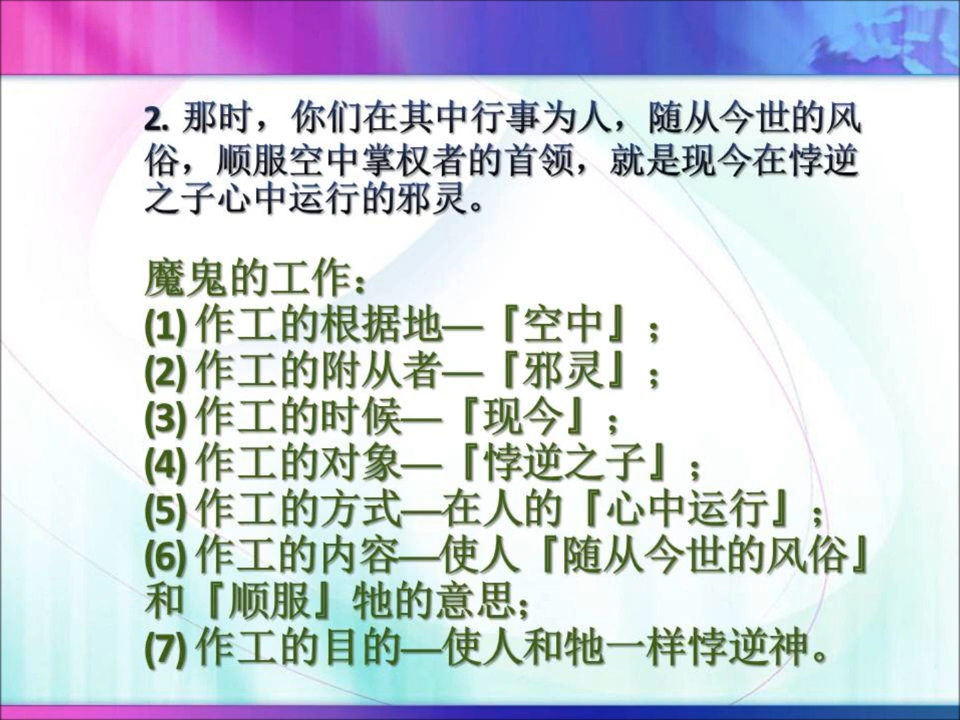 2. 那时，你们在其中行事为人，随从今世的风
俗，顺服空中掌权者的首领，就是现今在悖逆
之子心中运行的邪灵。
魔鬼的工作：
(1) 作工的根据地—『空中』；
(2) 作工的附从者—『邪灵』；
(3) 作工的时候—『现今』；
(4) 作工的对象—『悖逆之子』；
(5) 作工的方式—在人的『心中运行』；
(6) 作工的内容—使人『随从今世的风俗』
和『顺服』牠的意思；
(7) 作工的目的—使人和牠一样悖逆神。